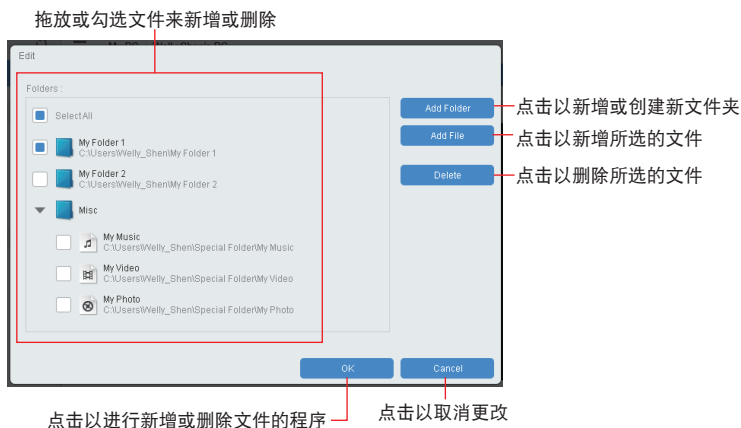 拖放或勾选文件来新增或删除
Edit
Folders :
SelectAll
My Folder 1
C:\Users\Welly_Shen\My Folder 1
My Folder 2
C:\Users\Welly_Shen\My Folder 2
Misc
My Music
C:\Users\Welly_Shen\Special Folder\My Music
My Video
C:\Users\Welly_Shen\Special Folder\My Video
My Photo
C:\Users\Welly_Shen\Special Folder\My Photo
Add Folder
点击以新增或创建新文件夹
Add File
点击以新增所选的文件
Delete
点击以删除所选的文件
OK
Cancel
点击以进行新增或删除文件的程序
点击以取消更改